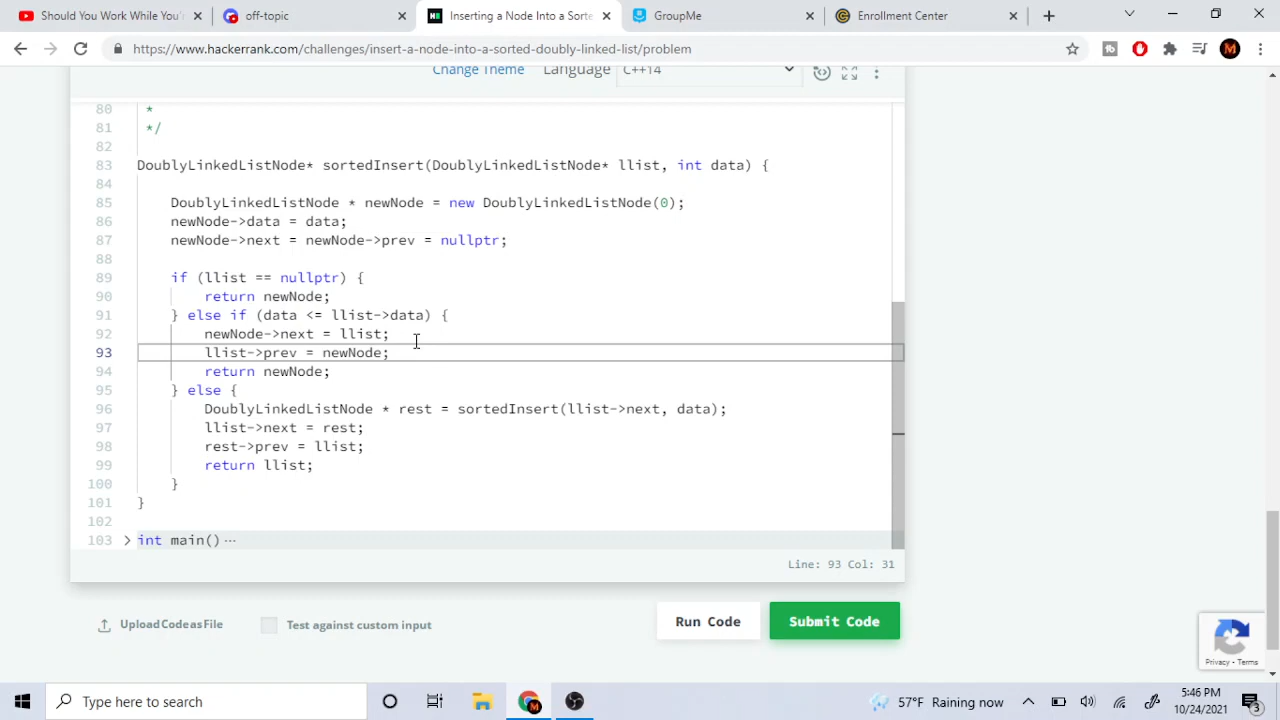 Should You Work While I
off-topic
Inserting a Node Into a Sorte
GroupMe
Enrollment Center
https://www.hackerrank.com/challenges/insert-a-node-into-a-sorted-doubly-linked-list/problem
Change Theme Language C++14
80 *
81 */
82
83 DoublyLinkedListNode* sortedInsert(DoublyLinkedListNode* llist, int data) {
84
85 DoublyLinkedListNode * newNode = new DoublyLinkedListNode(0);
86 newNode->data = data;
87 newNode->next = newNode->prev = nullptr;
88
89 if (llist == nullptr) {
90 return newNode;
91 } else if (data <= llist->data) {
92 newNode->next = llist;
93 llist->prev = newNode;
94 return newNode;
95 } else {
96 DoublyLinkedListNode * rest = sortedInsert(llist->next, data);
97 llist->next = rest;
98 rest->prev = llist;
99 return llist;
100 }
101 }
102
103 > int main() ...
Line: 93 Col: 31
Upload Code as File
Test against custom input
Run Code
Submit Code
Privacy - Terms
Type here to search
57°F Raining now
5:46 PM
10/24/2021
3